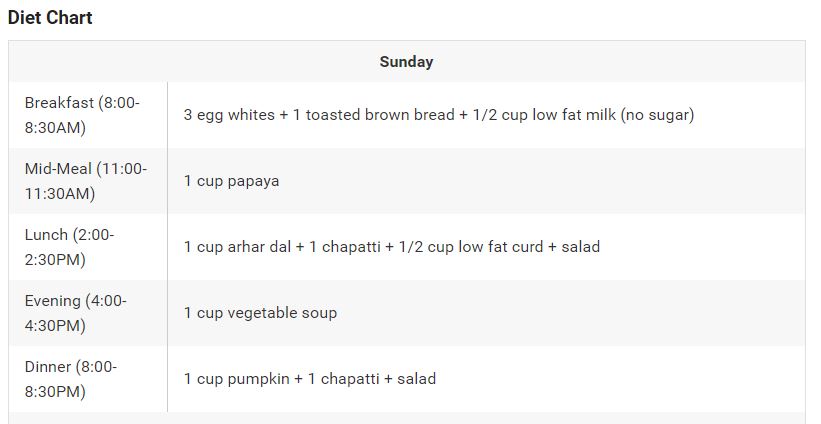 Diet Chart
Sunday
Breakfast (8:00-
8:30AM)
3 egg whites + 1 toasted brown bread + 1/2 cup low fat milk (no sugar)
Mid-Meal (11:00-
11:30AM)
1 cup papaya
Lunch (2:00-
2:30PM)
1 cup arhar dal + 1 chapatti + 1/2 cup low fat curd + salad
Evening (4:00-
4:30PM)
1 cup vegetable soup
Dinner (8:00-
8:30PM)
1 cup pumpkin + 1 chapatti + salad